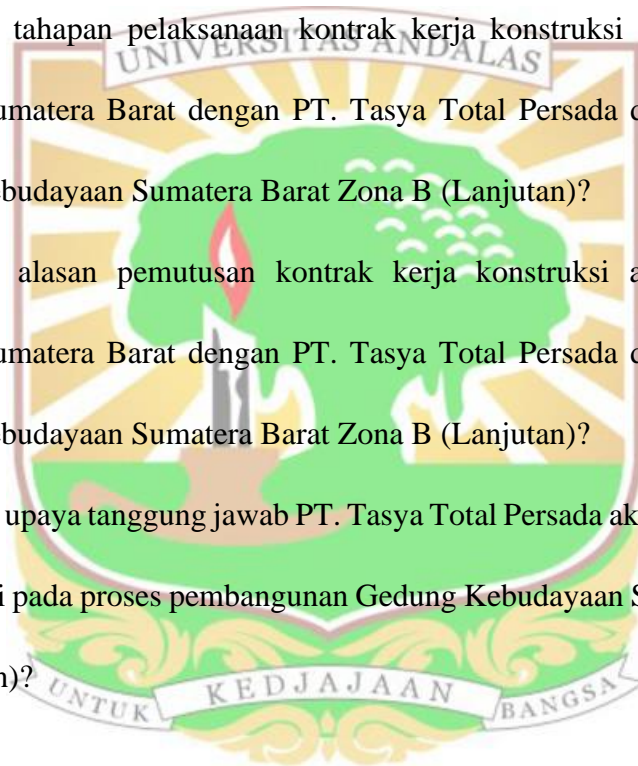 tahapan pelaksanaan kontrak kerja konstruksi
UNIVERSITAS ANDALAS
umatera Barat dengan PT. Tasya Total Persada d
ebudayaan Sumatera Barat Zona B (Lanjutan)?
alasan pemutusan kontrak kerja konstruksi a
umatera Barat dengan PT. Tasya Total Persada d
ebudayaan Sumatera Barat Zona B (Lanjutan)?
upaya tanggung jawab PT. Tasya Total Persada ak
i pada proses pembangunan Gedung Kebudayaan S
n)?
UNTUK KEDJAJAAN BANGSA